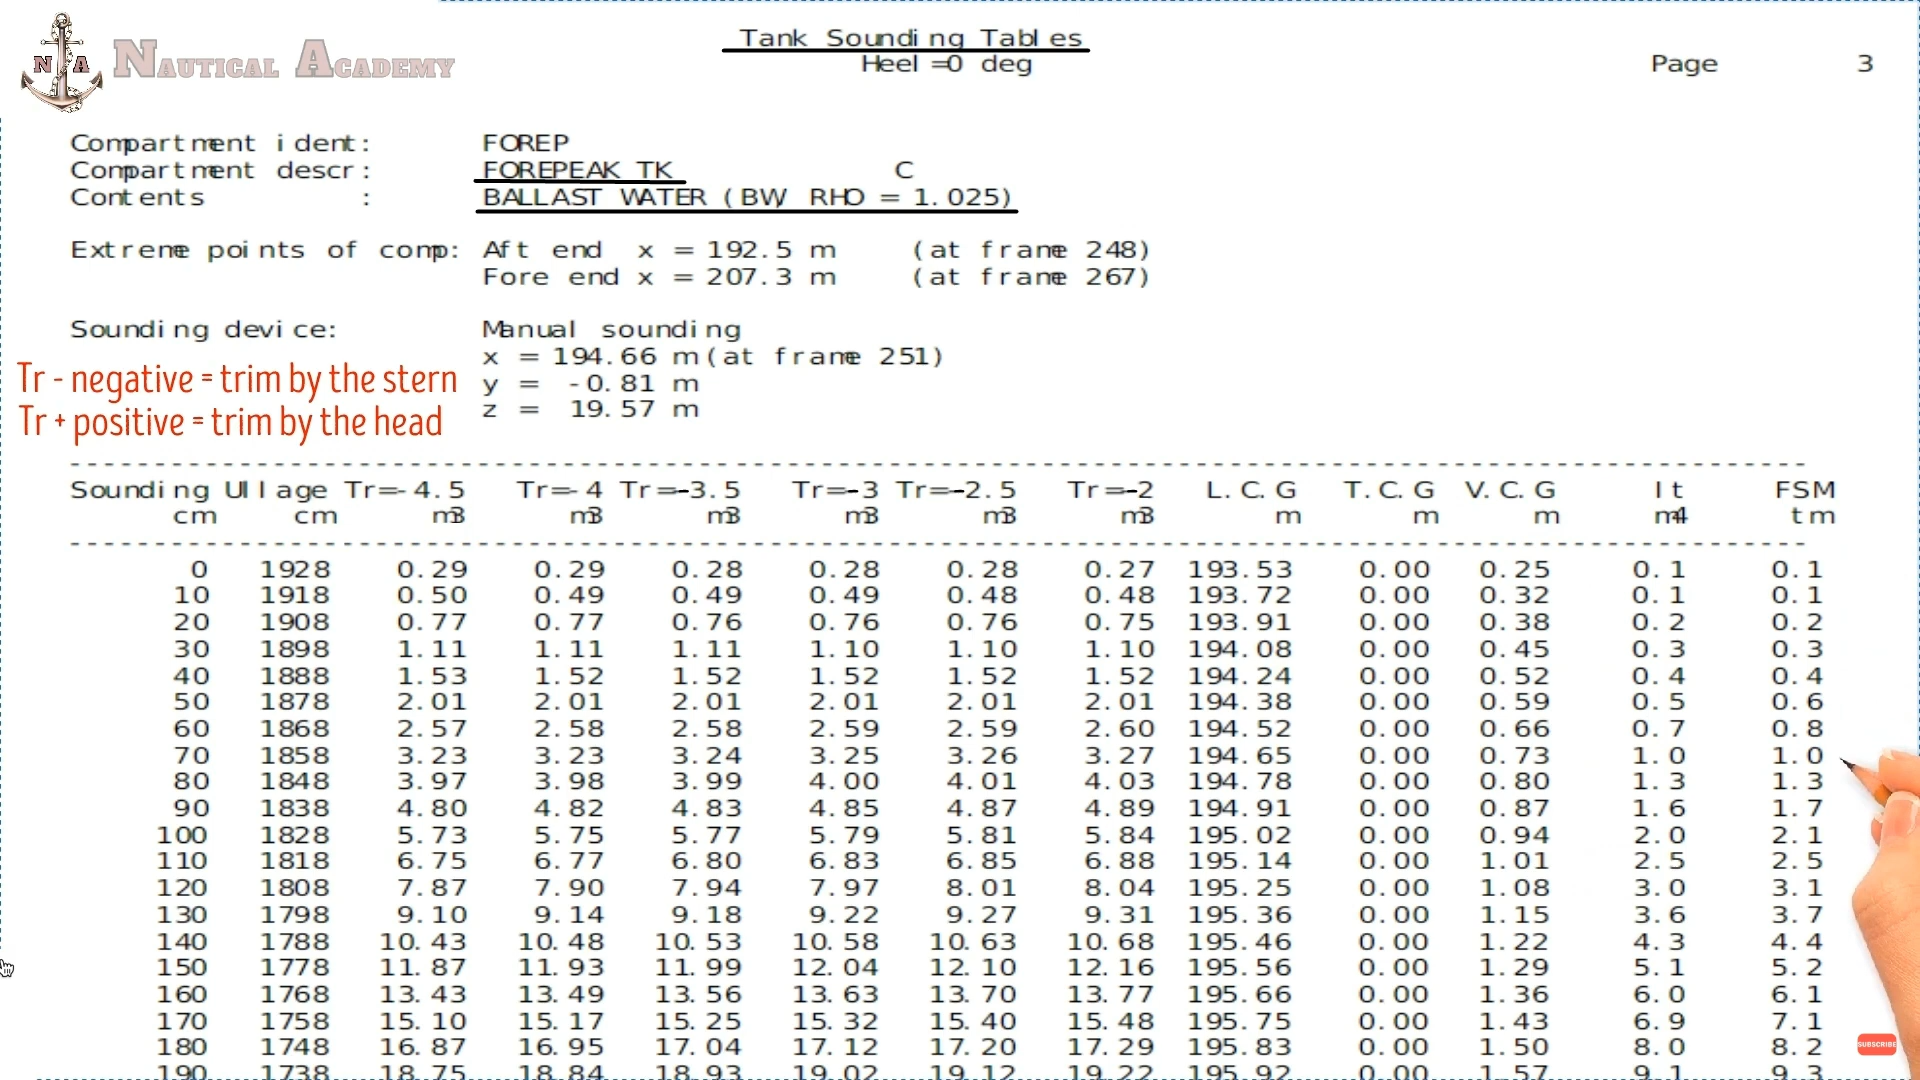 NA NAUTICAL ACADEMY
Tank Sounding Tables
Heel =0 deg Page 3
Compartment ident: FOREP
Compartment descr: FOREPEAK TK C
Contents : BALLAST WATER (BW, RHO = 1.025)
Extreme points of comp: Aft end x = 192.5 m (at frame 248)
Fore end x = 207.3 m (at frame 267)
Sounding device: Manual sounding
x = 194.66 m(at frame 251)
Tr - negative = trim by the stern
y = -0.81 m
Tr + positive = trim by the head
z = 19.57 m
Sounding Ullage Tr=-4.5 Tr=-4 Tr=-3.5 Tr=-3 Tr=-2.5 Tr=-2 L.C.G T.C.G V.C.G It FSM
cm cm m3 m3 m3 m3 m3 m3 m m m m4 tm
0 1928 0.29 0.29 0.28 0.28 0.28 0.27 193.53 0.00 0.25 0.1 0.1
10 1918 0.50 0.49 0.49 0.49 0.48 0.48 193.72 0.00 0.32 0.1 0.1
20 1908 0.77 0.77 0.76 0.76 0.76 0.75 193.91 0.00 0.38 0.2 0.2
30 1898 1.11 1.11 1.11 1.10 1.10 1.10 194.08 0.00 0.45 0.3 0.3
40 1888 1.53 1.52 1.52 1.52 1.52 1.52 194.24 0.00 0.52 0.4 0.4
50 1878 2.01 2.01 2.01 2.01 2.01 2.01 194.38 0.00 0.59 0.5 0.6
60 1868 2.57 2.58 2.58 2.59 2.59 2.60 194.52 0.00 0.66 0.7 0.8
70 1858 3.23 3.23 3.24 3.25 3.26 3.27 194.65 0.00 0.73 1.0 1.0
80 1848 3.97 3.98 3.99 4.00 4.01 4.03 194.78 0.00 0.80 1.3 1.3
90 1838 4.80 4.82 4.83 4.85 4.87 4.89 194.91 0.00 0.87 1.6 1.7
100 1828 5.73 5.75 5.77 5.79 5.81 5.84 195.02 0.00 0.94 2.0 2.1
110 1818 6.75 6.77 6.80 6.83 6.85 6.88 195.14 0.00 1.01 2.5 2.5
120 1808 7.87 7.90 7.94 7.97 8.01 8.04 195.25 0.00 1.08 3.0 3.1
130 1798 9.10 9.14 9.18 9.22 9.27 9.31 195.36 0.00 1.15 3.6 3.7
140 1788 10.43 10.48 10.53 10.58 10.63 10.68 195.46 0.00 1.22 4.3 4.4
150 1778 11.87 11.93 11.99 12.04 12.10 12.16 195.56 0.00 1.29 5.1 5.2
160 1768 13.43 13.49 13.56 13.63 13.70 13.77 195.66 0.00 1.36 6.0 6.1
170 1758 15.10 15.17 15.25 15.32 15.40 15.48 195.75 0.00 1.43 6.9 7.1
180 1748 16.87 16.95 17.04 17.12 17.20 17.29 195.83 0.00 1.50 8.0 8.2
SUBSCRIBE
190 1738 18.75 18.84 18.93 19.02 19.12 19.22 195.92 0.00 1.57 9.1 9.3